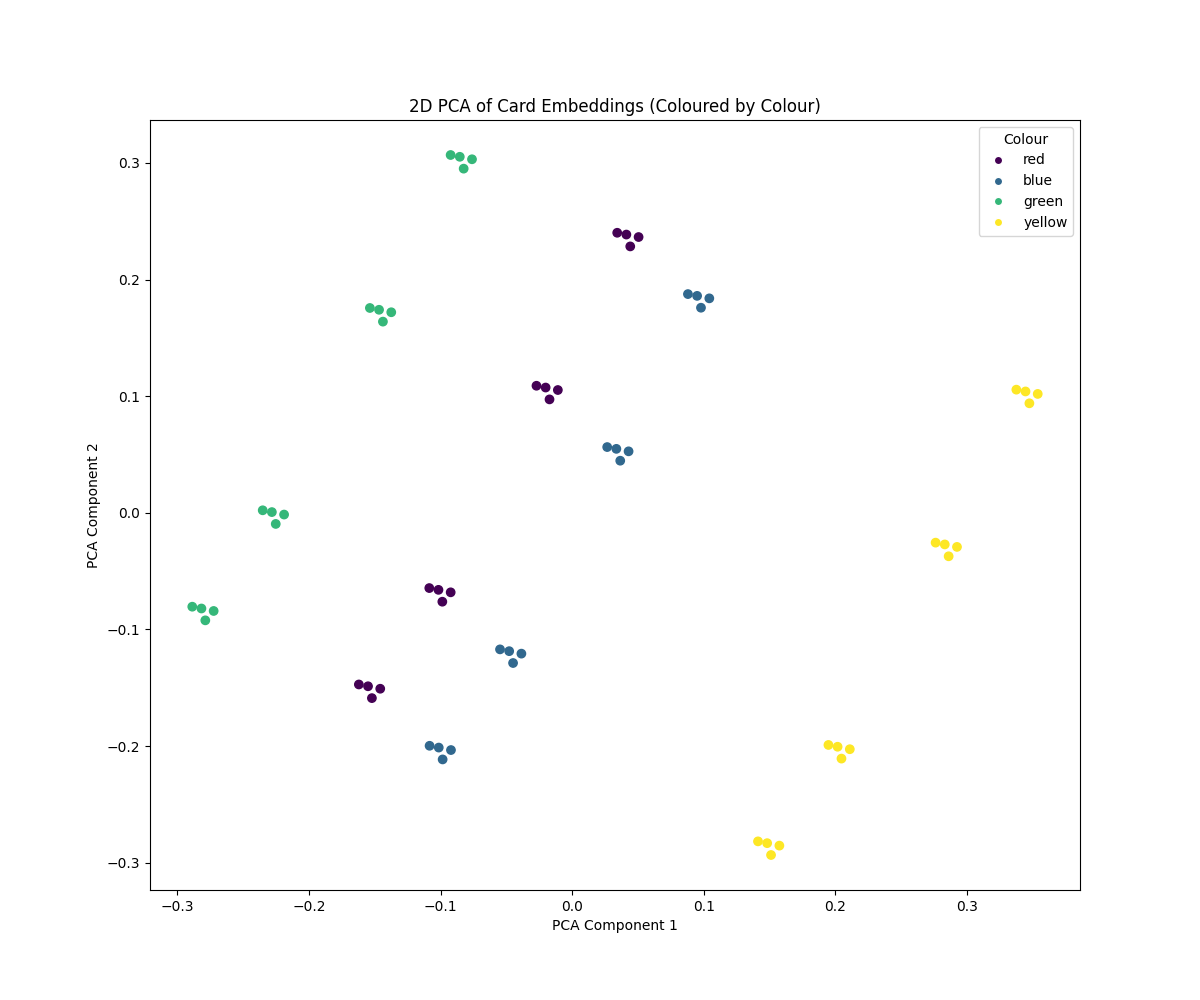 2D PCA of Card Embeddings (Coloured by Colour)
Colour
red
blue
green
yellow
0.3
0.2
0.1
0.0
−0.1
−0.2
−0.3
PCA Component 2
−0.3
−0.2
−0.1
0.0
0.1
0.2
0.3
PCA Component 1